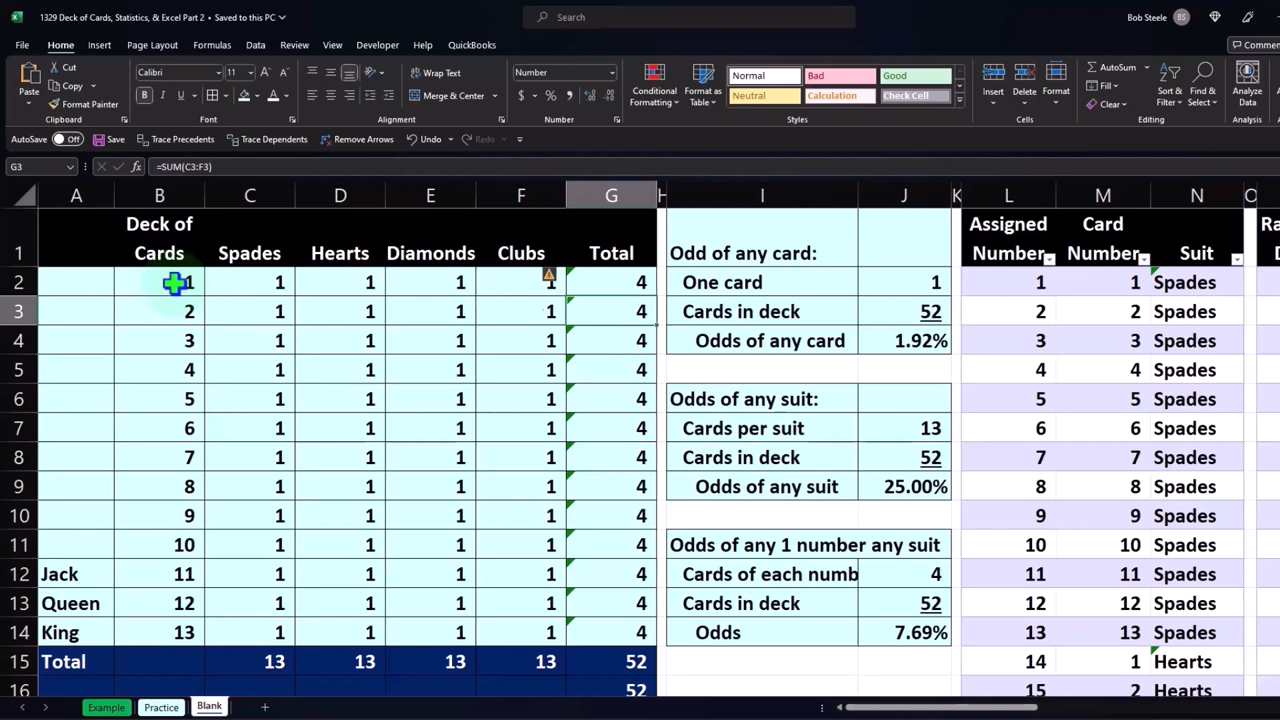 1329 Deck of Cards, Statistics, & Excel Part 2 • Saved to this PC
Search
Bob Steele BS
File Home Insert Page Layout Formulas Data Review View Developer Help QuickBooks
Cut Calibri 11 Wrap Text Number Normal Bad Good AutoSum
Copy Fill
Paste Format Painter Merge & Center Conditional Formatting Format as Table Neutral Calculation Check Cell Insert Delete Format Clear Sort & Filter Find & Select Analyze Data
Clipboard Font Alignment Number Styles Cells Editing Analysis
AutoSave Off Save Trace Precedents Trace Dependents Remove Arrows Undo Redo
G3 =SUM(C3:F3)
A B C D E F G H I J K L M N O
1 Deck of Cards Spades Hearts Diamonds Clubs Total Odd of any card: Assigned Number Card Number Suit
2 1 1 1 1 1 4 One card 1 1 1 Spades
3 2 1 1 1 1 4 Cards in deck 52 2 2 Spades
4 3 1 1 1 1 4 Odds of any card 1.92% 3 3 Spades
5 4 1 1 1 1 4 4 4 Spades
6 5 1 1 1 1 4 Odds of any suit: 5 5 Spades
7 6 1 1 1 1 4 Cards per suit 13 6 6 Spades
8 7 1 1 1 1 4 Cards in deck 52 7 7 Spades
9 8 1 1 1 1 4 Odds of any suit 25.00% 8 8 Spades
10 9 1 1 1 1 4 9 9 Spades
11 10 1 1 1 1 4 Odds of any 1 number any suit 10 10 Spades
12 Jack 11 1 1 1 1 4 Cards of each numb 4 11 11 Spades
13 Queen 12 1 1 1 1 4 Cards in deck 52 12 12 Spades
14 King 13 1 1 1 1 4 Odds 7.69% 13 13 Spades
15 Total 13 13 13 13 52 14 1 Hearts
16 52 15 2 Hearts
Example Practice Blank